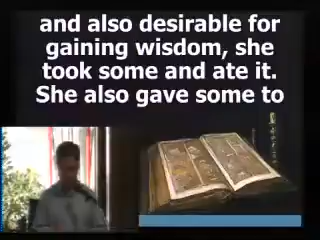 and also desirable for
gaining wisdom, she
took some and ate it.
She also gave some to